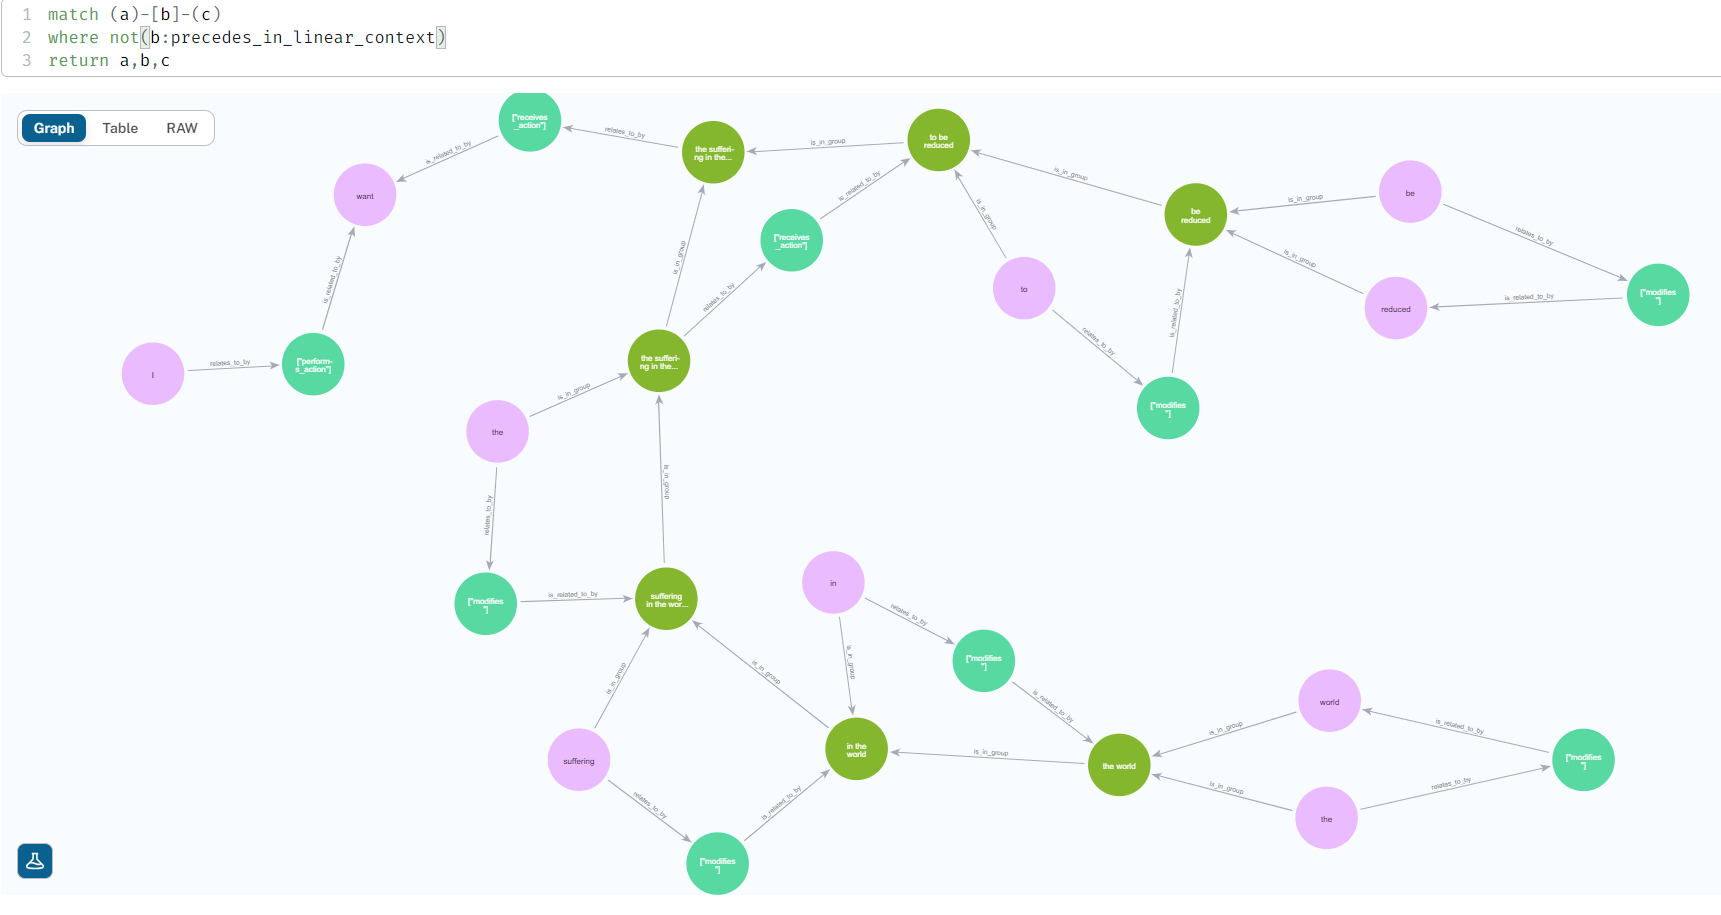 1 match (a)-[b]-(c)
2 where not(b:precedes_in_linear_context)
3 return a,b,c
Graph Table RAW
["receives
_action"]
relates_to_by
the sufferi-
ng in the...
is_in_group
to be
reduced
is_related_to_by
want
is_related_to_by
is_in_group
be
reduced
is_in_group
be
relates_to_by
["receives
_action"]
is_in_group
is_in_group
relates_to_by
is_in_group
to
is_related_to_by
reduced
is_related_to_by
["modifies
"]
is_related_to_by
I
relates_to_by
["perform-
s_action"]
the sufferi-
ng in the...
relates_to_by
is_in_group
["modifies
"]
the
is_in_group
relates_to_by
["modifies
"]
is_related_to_by
suffering
in the wor...
in
relates_to_by
is_in_group
["modifies
"]
is_in_group
is_in_group
is_related_to_by
world
is_related_to_by
is_in_group
suffering
in the
world
is_in_group
the world
["modifies
"]
relates_to_by
is_related_to_by
is_in_group
relates_to_by
the
["modifies
"]